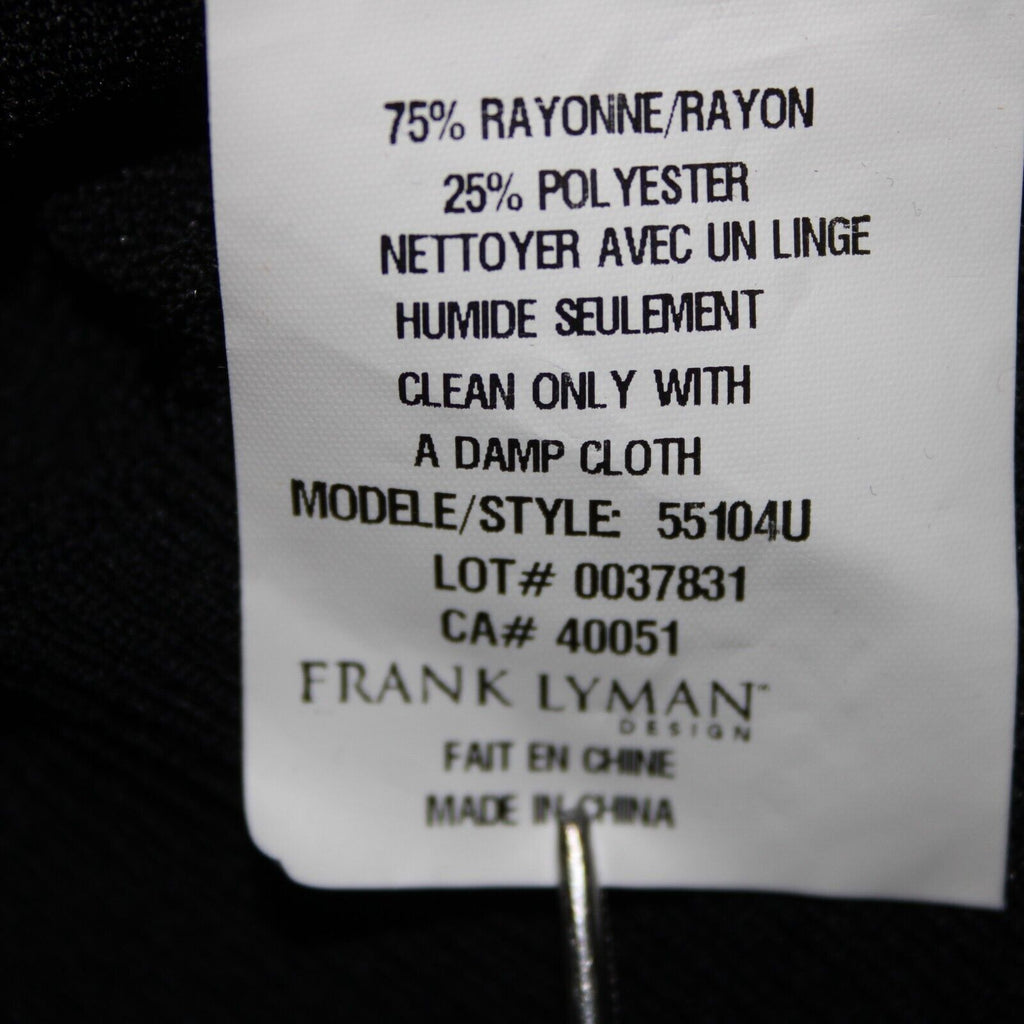 75% RAYONNE/RAYON
25% POLYESTER
NETTOYER AVEC UN LINGE
HUMIDE SEULEMENT
CLEAN ONLY WITH
A DAMP CLOTH
MODELE/STYLE: 55104U
LOT# 0037831
CA# 40051
FRANK LYMAN™
DESIGN
FAIT EN CHINE
MADE IN CHINA